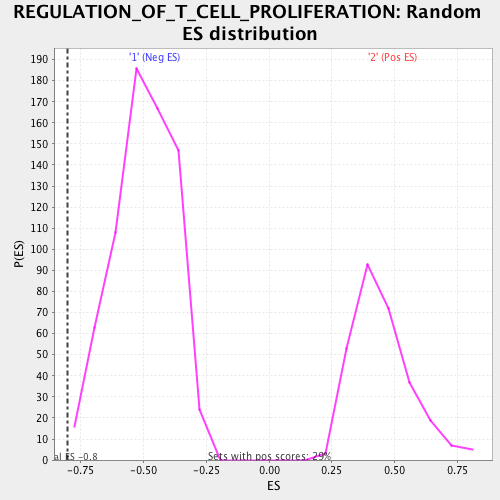 REGULATION_OF_T_CELL_PROLIFERATION: Random
ES distribution
'1' (Neg ES)
'2' (Pos ES)
190
180
170
160
150
140
130
120
110
100
90
80
70
60
50
40
30
20
10
0
P(ES)
al ES -0.8
Sets with pos scores: 29%
-0.75 -0.50 -0.25 0.00 0.25 0.50 0.75
ES